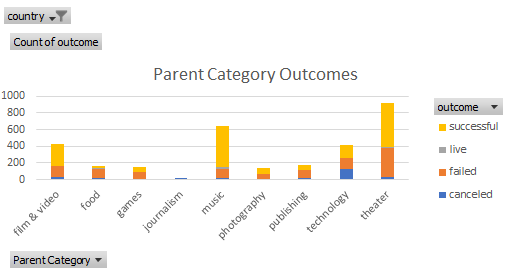 country
Count of outcome
Parent Category Outcomes
1000
800
600
400
200
0
film & video
food
games
journalism
music
photography
publishing
technology
theater
outcome
successful
live
failed
canceled
Parent Category